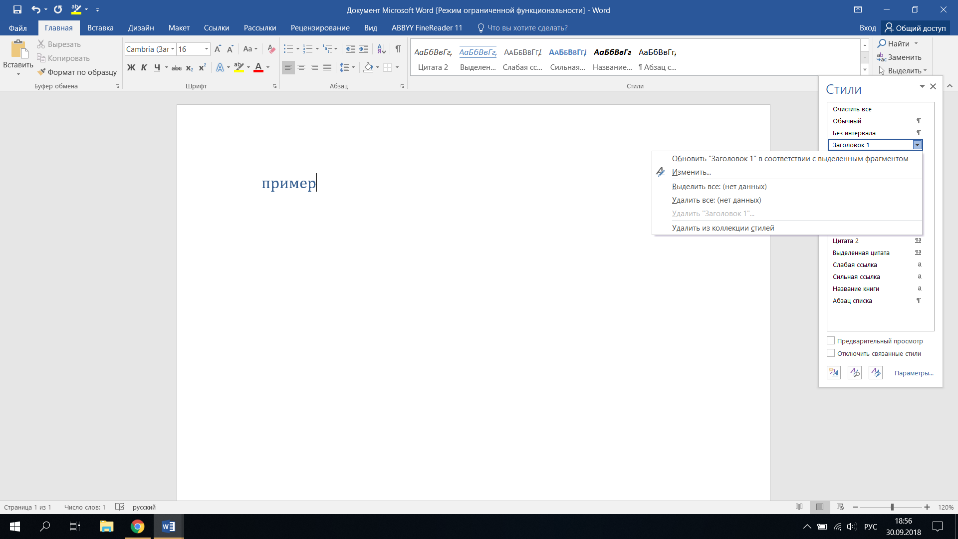 Документ Microsoft Word [Режим ограниченной функциональности] - Word
Файл Главная Вставка Дизайн Макет Ссылки Рассылки Рецензирование Вид ABBYY FineReader 11 Что вы хотите сделать? Вход Общий доступ
Вставить
Вырезать
Копировать
Формат по образцу
Буфер обмена
Cambria (Заг 16
Ж К Ч abc x₂ x²
Шрифт
Абзац
АаБбВвГг, АаБбВвГг, АаБбВвГг, АаБбВвГг, АаБбВвГг АаБбВвГг,
Цитата 2 Выделен... Слабая сс... Сильная... Название... ¶ Абзац с...
Стили
Найти
Заменить
Выделить
Стили
Очистить все
Обычный ¶
Без интервала ¶
Заголовок 1
Обновить "Заголовок 1" в соответствии с выделенным фрагментом
Изменить...
Выделить все: (нет данных)
Удалить все: (нет данных)
Удалить "Заголовок 1"...
Удалить из коллекции стилей
Цитата 2 ¶a
Выделенная цитата ¶a
Слабая ссылка a
Сильная ссылка a
Название книги a
Абзац списка ¶
Предварительный просмотр
Отключить связанные стили
Параметры...
пример
Страница 1 из 1 Число слов: 1 русский 120%
РУС
18:56
30.09.2018